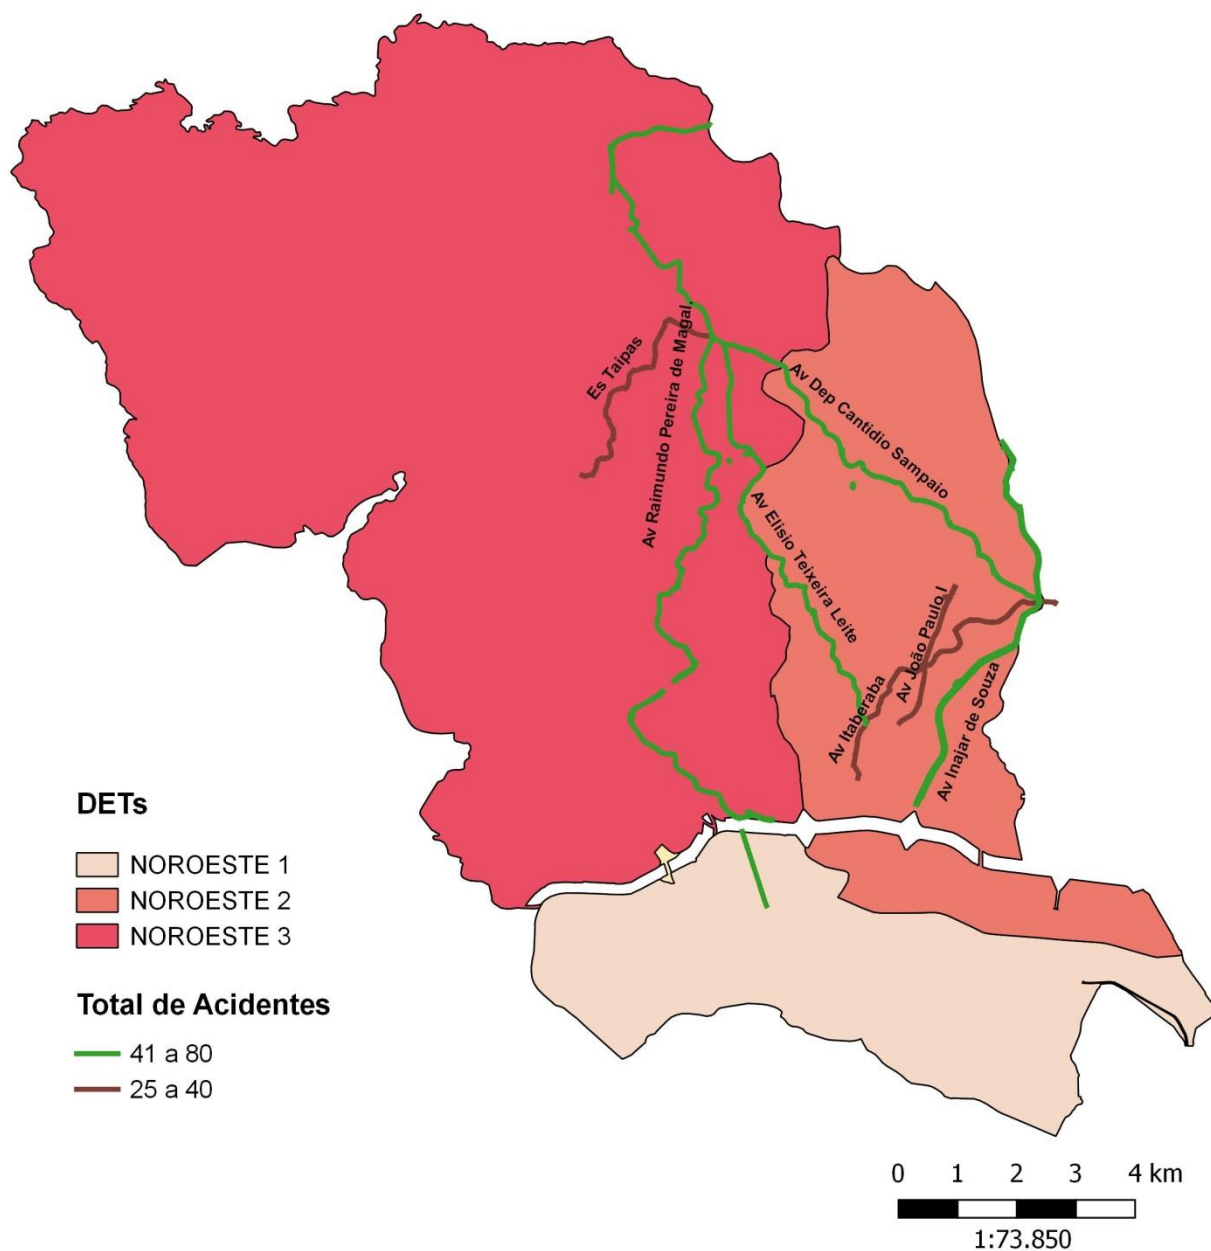 Es Taipas
Av Raimundo Pereira de Magal.
Av Dep Cantidio Sampaio
Av Elisio Teixeira Leite
Av João Paulo I
Av Itaberaba
Av Inajar de Souza
DETs
NOROESTE 1
NOROESTE 2
NOROESTE 3
Total de Acidentes
41 a 80
25 a 40
0 1 2 3 4 km
1:73.850